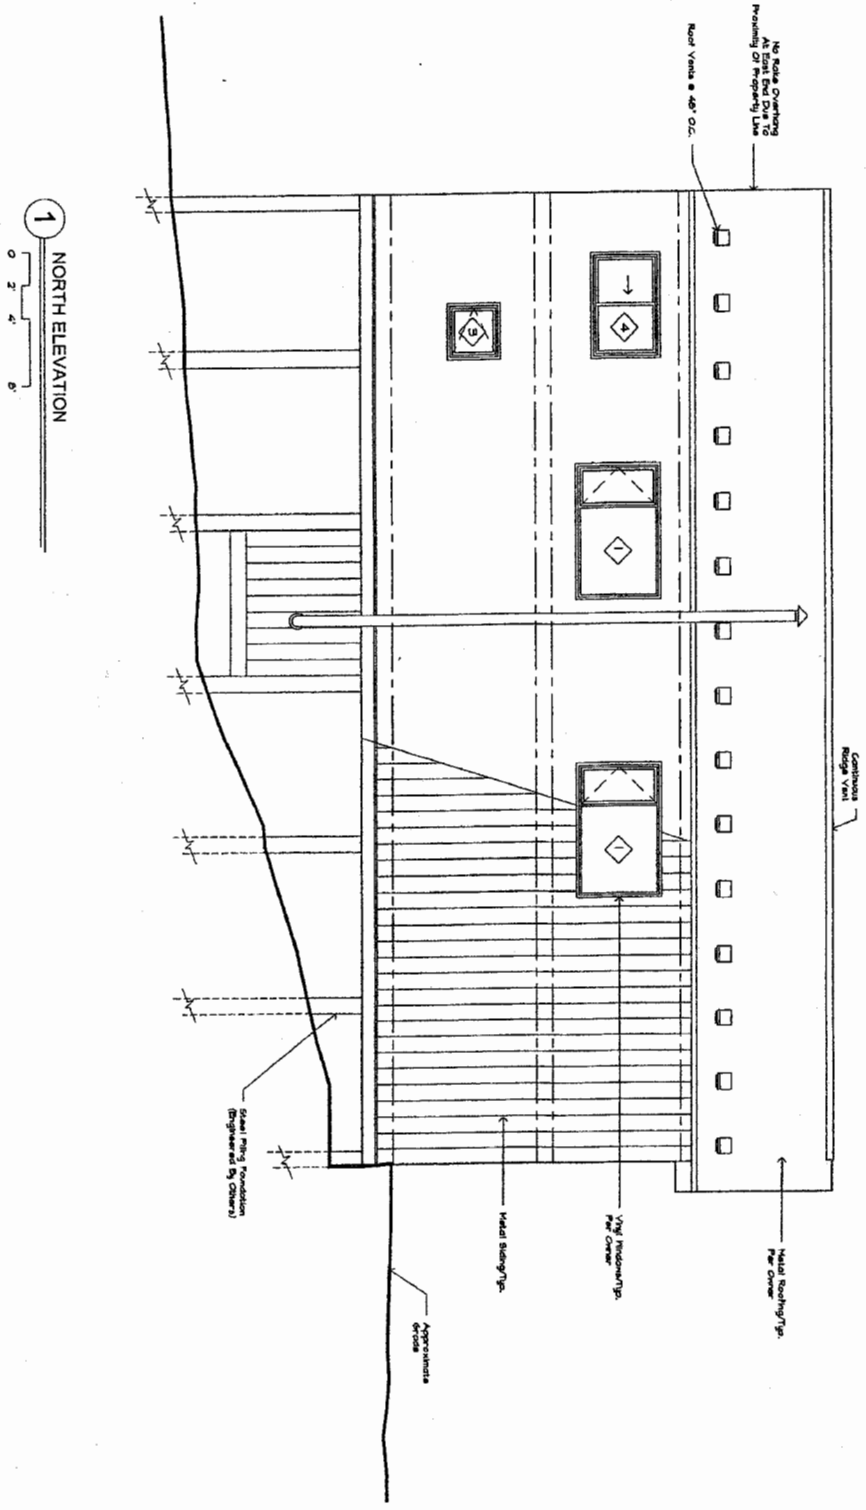 No Rake Overhang
At East End Due To
Proximity Of Property Line
Roof Vents @ 48" O.C.
Continuous
Ridge Vent
Metal Roofing/Typ.
Per Owner
Vinyl Windows/Typ.
Per Owner
Metal Siding/Typ.
Approximate
Grade
Steel Piling Foundation
(Engineered By Others)
4
1
1
1
NORTH ELEVATION
0 2' 4' 8'